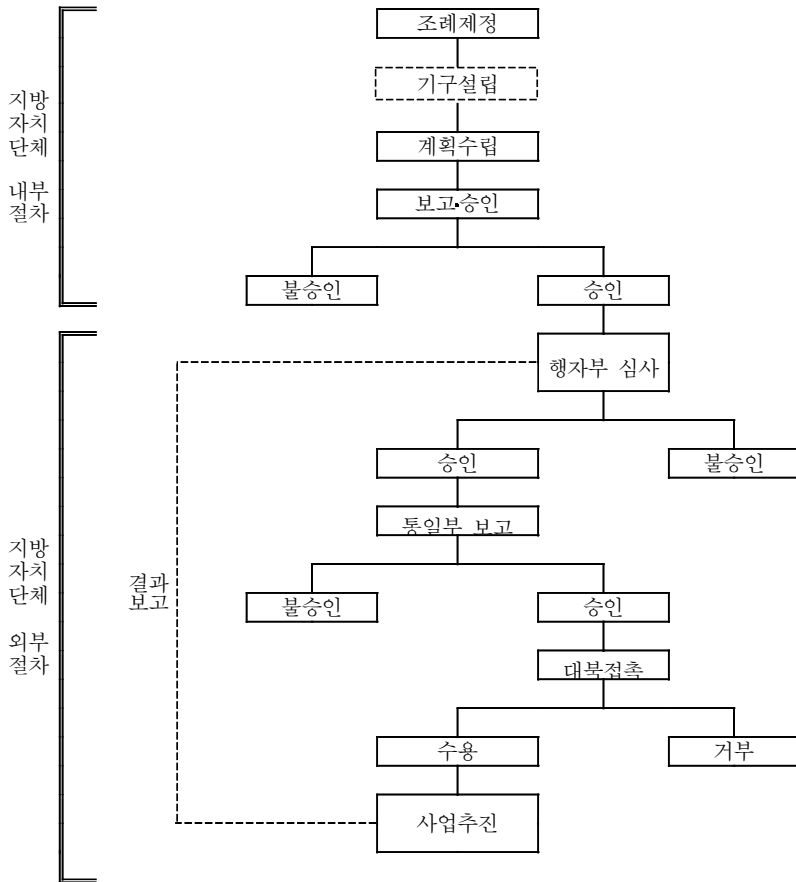 조례제정
기구설립
지방
자치
단체
내부
절차
계획수립
보고·승인
불승인
승인
행자부 심사
승인
불승인
통일부 보고
지방
자치
단체
외부
절차
결과
보고
불승인
승인
대북접촉
수용
거부
사업추진